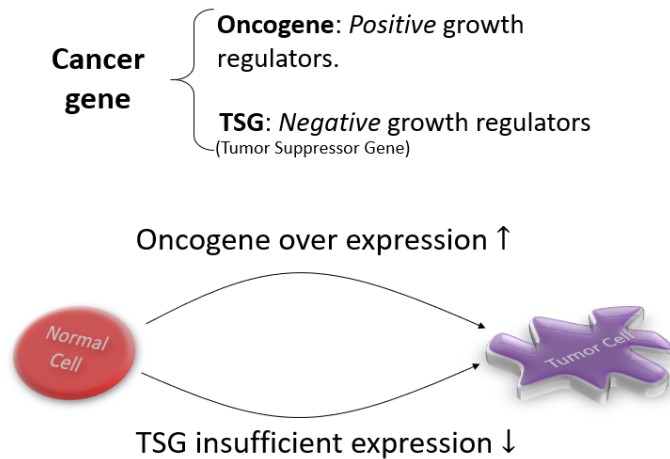 Cancer
gene
Oncogene: Positive growth
regulators.
TSG: Negative growth regulators
(Tumor Suppressor Gene)
Oncogene over expression ↑
Normal
Cell
Tumor Cell
TSG insufficient expression ↓